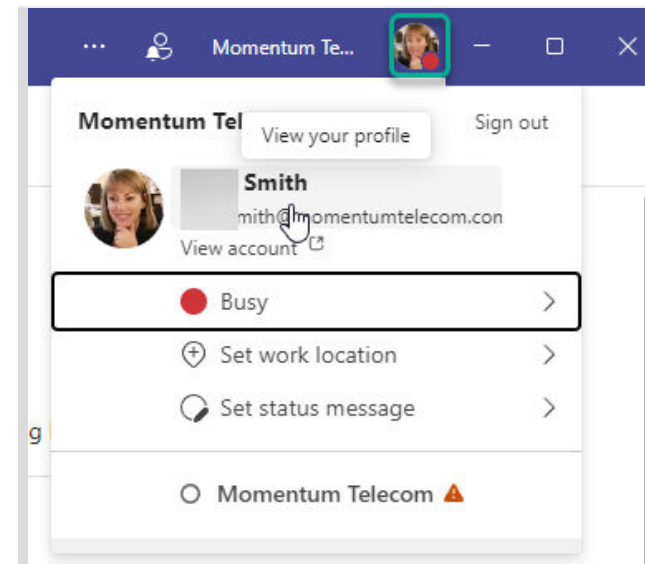 Momentum Te...
Momentum Tel
View your profile
Sign out
Smith
mith@momentumtelecom.con
View account
Busy
Set work location
Set status message
g
Momentum Telecom